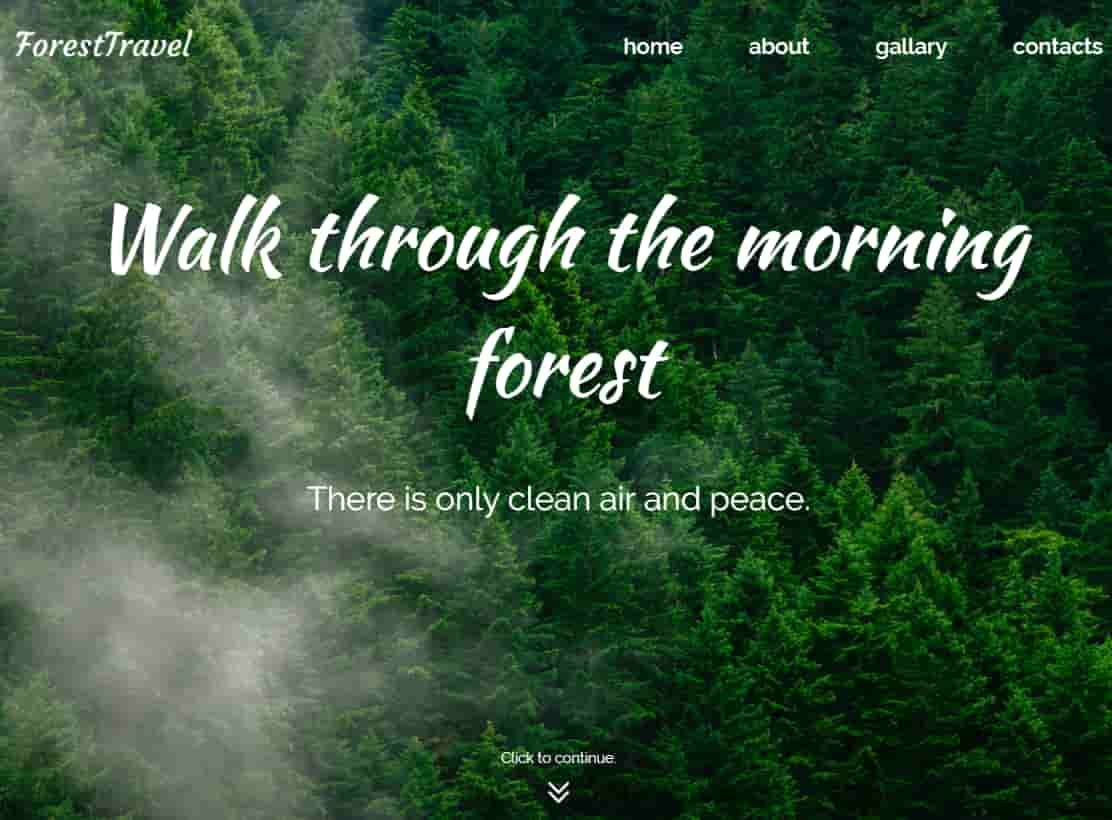 ForestTravel
home about gallary contacts
Walk through the morning
forest
There is only clean air and peace.
Click to continue.